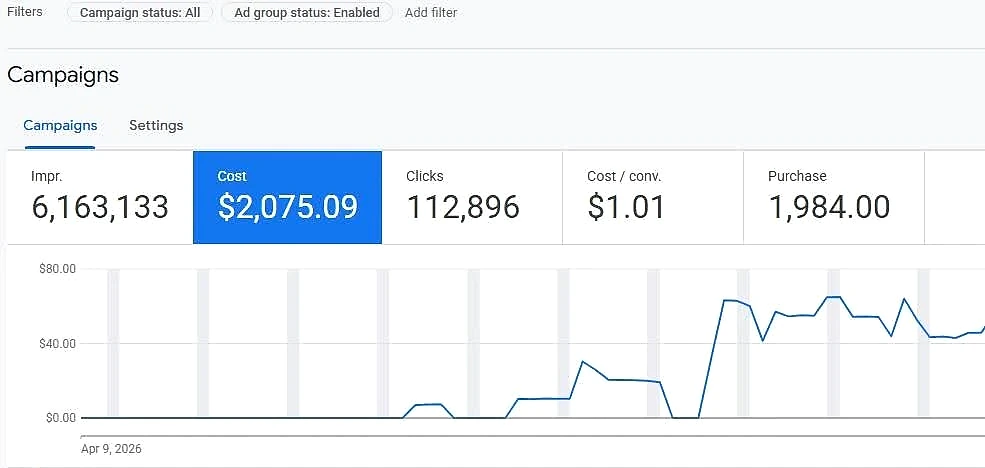 Filters Campaign status: All Ad group status: Enabled Add filter
Campaigns
Campaigns Settings
Impr. Cost Clicks Cost / conv. Purchase
6,163,133 $2,075.09 112,896 $1.01 1,984.00
$80.00
$40.00
$0.00
Apr 9, 2026